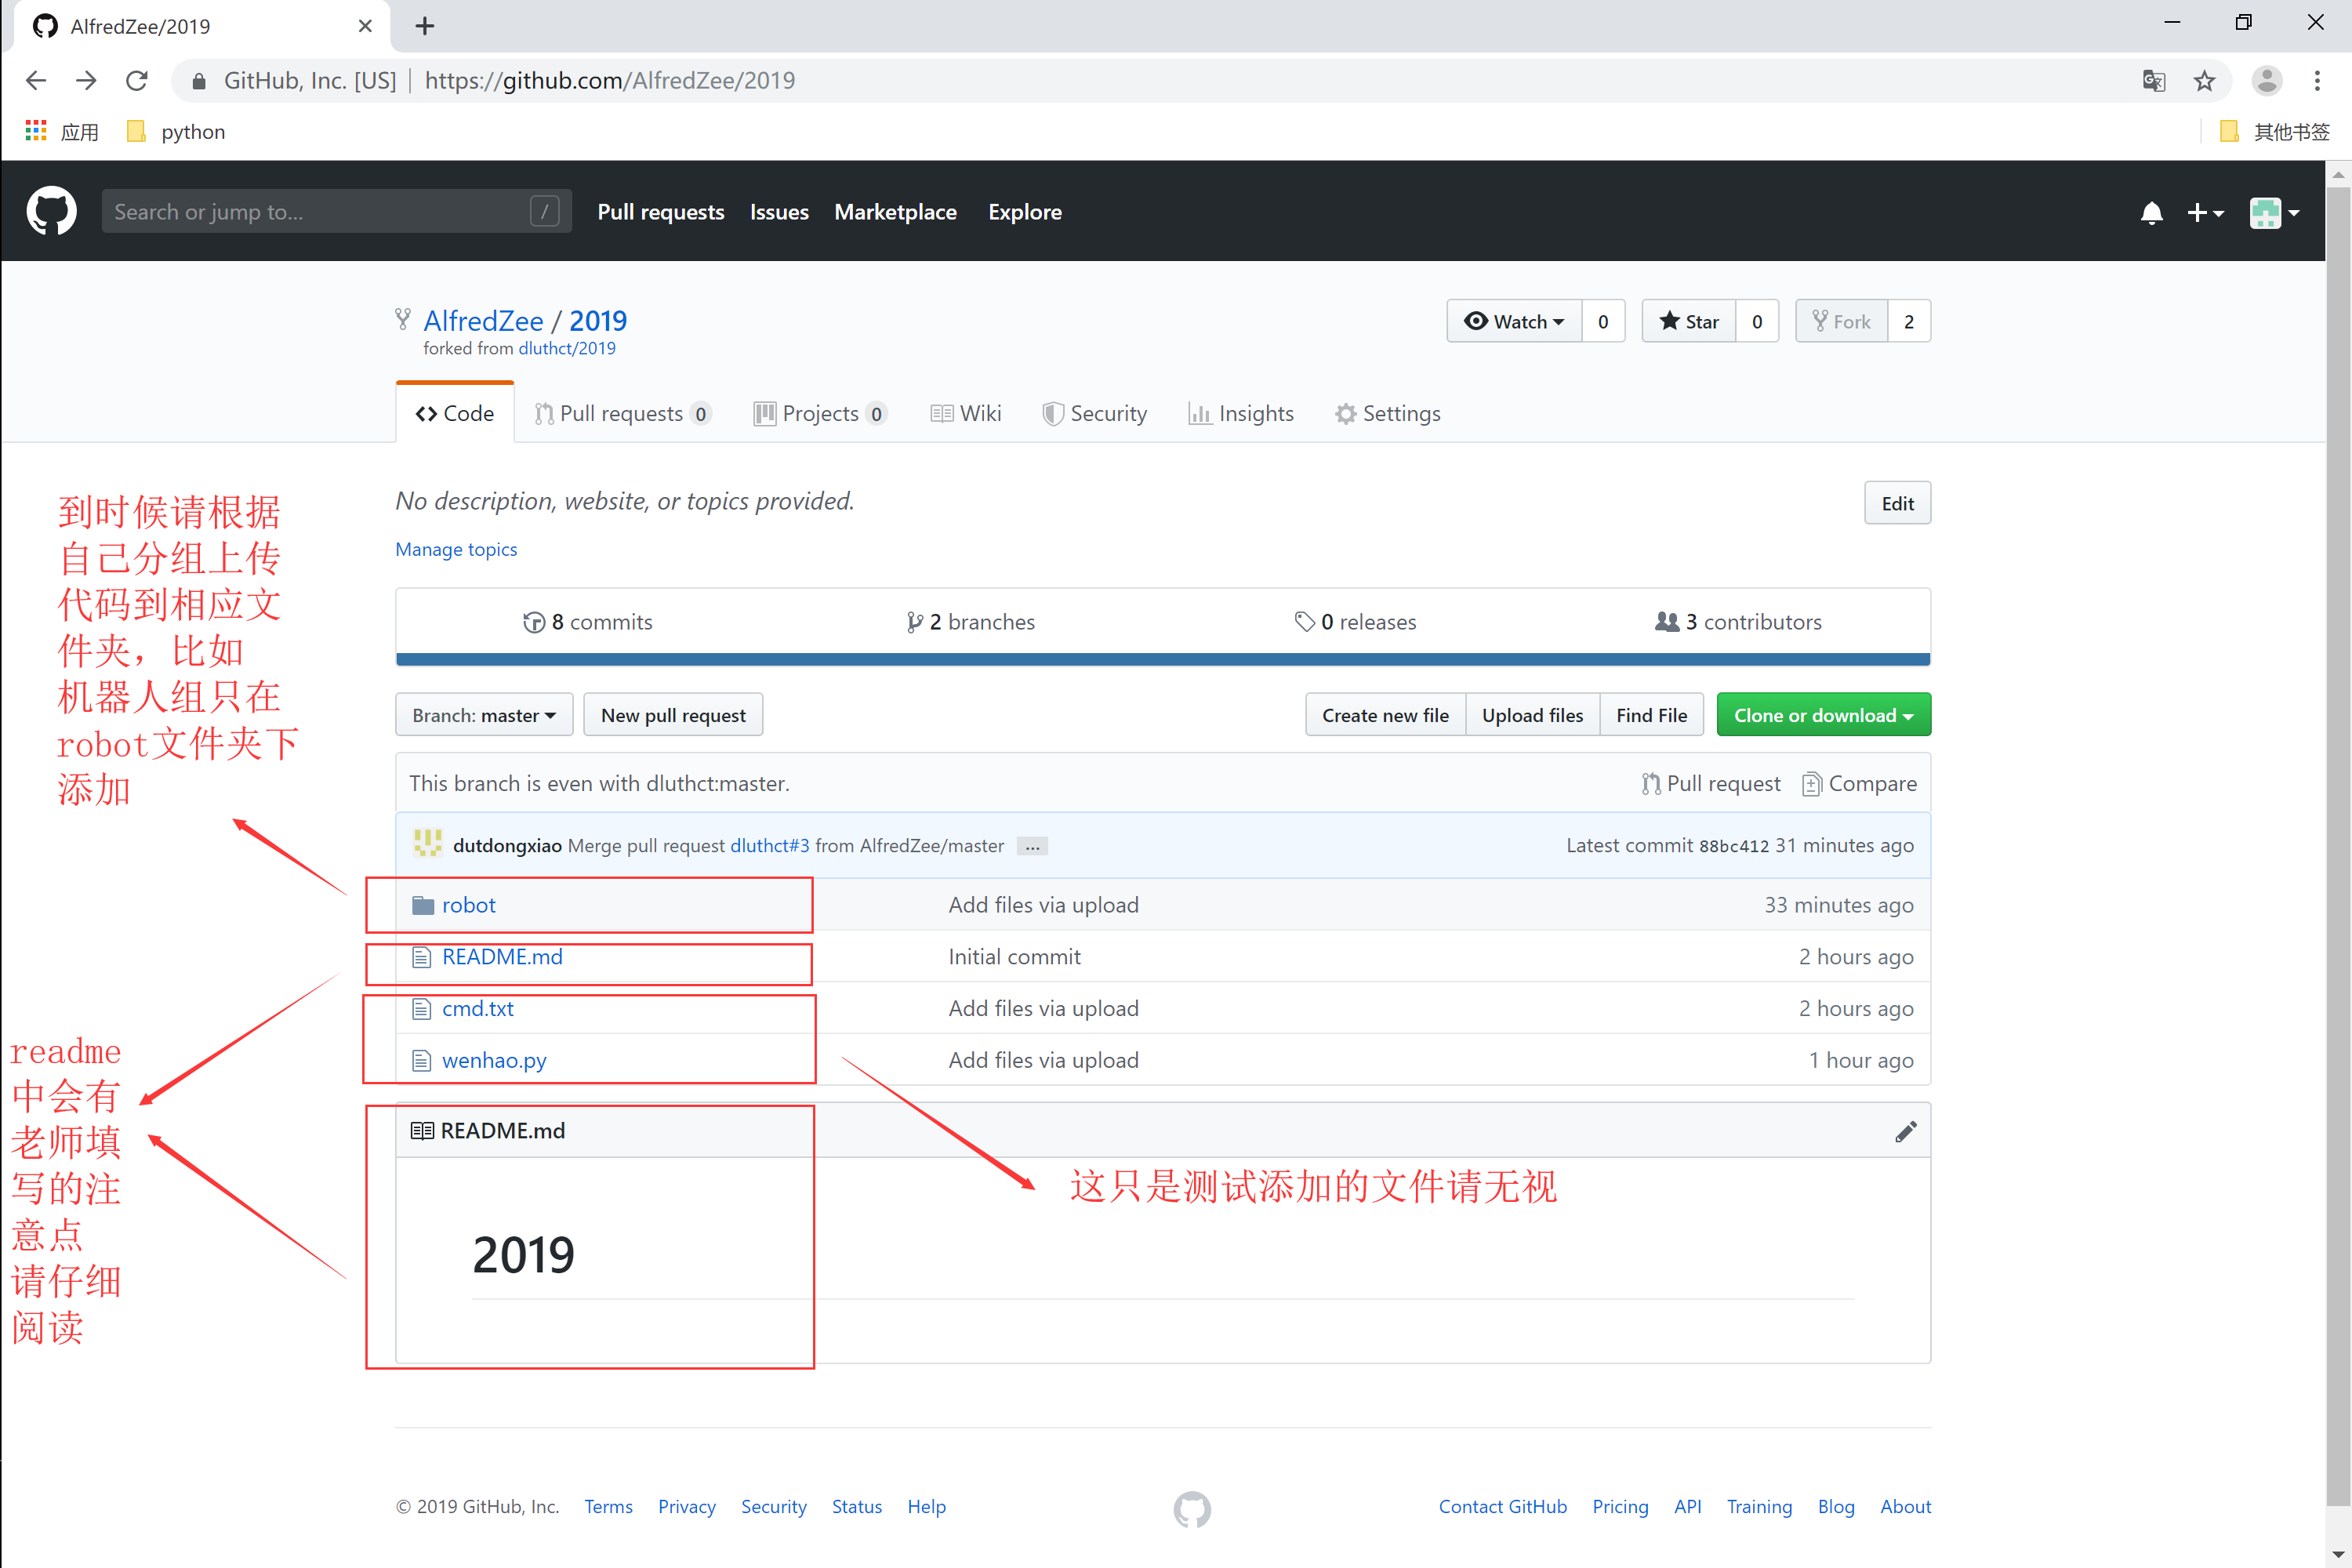 AlfredZee/2019
GitHub, Inc. [US] | https://github.com/AlfredZee/2019
应用 python 其他书签
Search or jump to... / Pull requests Issues Marketplace Explore
AlfredZee / 2019
forked from dluthct/2019
Watch 0 Star 0 Fork 2
Code Pull requests 0 Projects 0 Wiki Security Insights Settings
到时候请根据
自己分组上传
代码到相应文
件夹，比如
机器人组只在
robot文件夹下
添加
No description, website, or topics provided.
Edit
Manage topics
8 commits 2 branches 0 releases 3 contributors
Branch: master New pull request Create new file Upload files Find File Clone or download
This branch is even with dluthct:master. Pull request Compare
dutdongxiao Merge pull request dluthct#3 from AlfredZee/master ... Latest commit 88bc412 31 minutes ago
robot Add files via upload 33 minutes ago
README.md Initial commit 2 hours ago
cmd.txt Add files via upload 2 hours ago
wenhao.py Add files via upload 1 hour ago
readme
中会有
老师填
写的注
意点
请仔细
阅读
README.md
这只是测试添加的文件请无视
2019
© 2019 GitHub, Inc. Terms Privacy Security Status Help Contact GitHub Pricing API Training Blog About